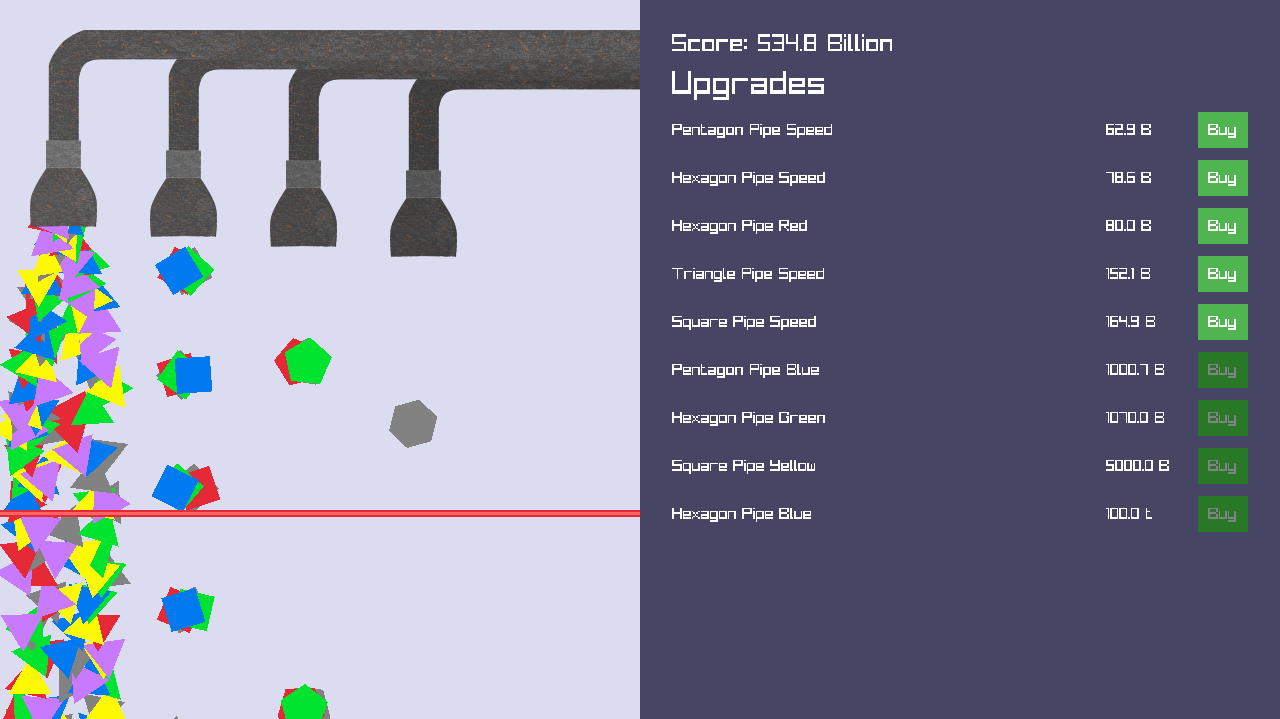 Score: 534.8 Billion
Upgrades
Pentagon Pipe Speed 62.9 B Buy
Hexagon Pipe Speed 78.6 B Buy
Hexagon Pipe Red 80.0 B Buy
Triangle Pipe Speed 152.1 B Buy
Square Pipe Speed 164.9 B Buy
Pentagon Pipe Blue 1000.7 B Buy
Hexagon Pipe Green 1070.0 B Buy
Square Pipe Yellow 5000.0 B Buy
Hexagon Pipe Blue 100.0 t Buy